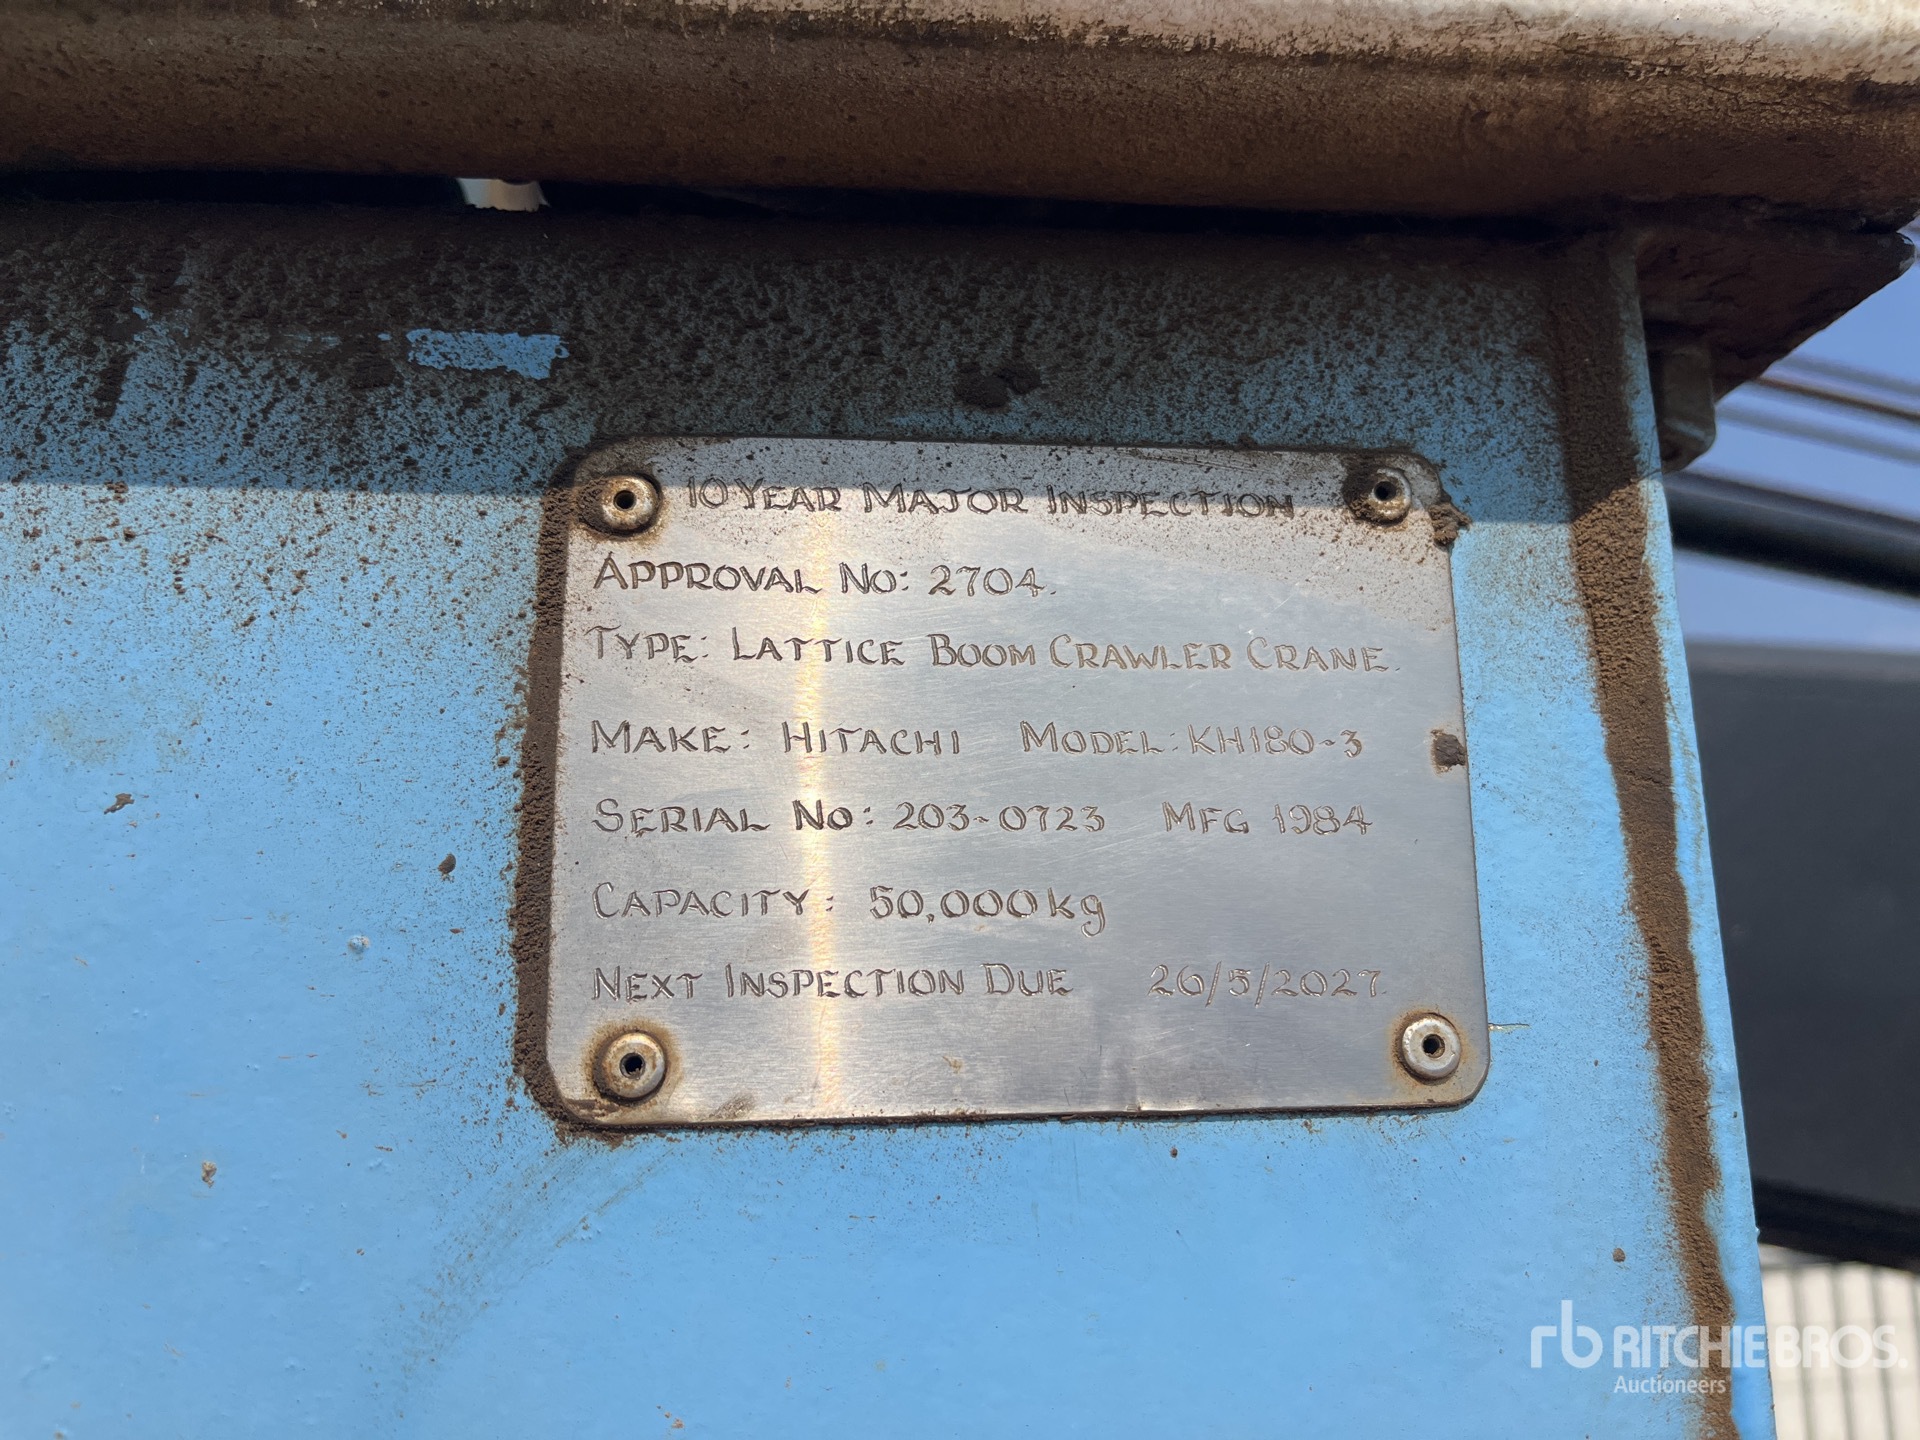 10 YEAR MAJOR INSPECTION
APPROVAL NO: 2704.
TYPE: LATTICE BOOM CRAWLER CRANE.
MAKE: HITACHI MODEL: KH180-3
SERIAL NO: 203-0723 MFG 1984
CAPACITY: 50,000kg
NEXT INSPECTION DUE 26/5/2027
rb RITCHIE BROS.
Auctioneers